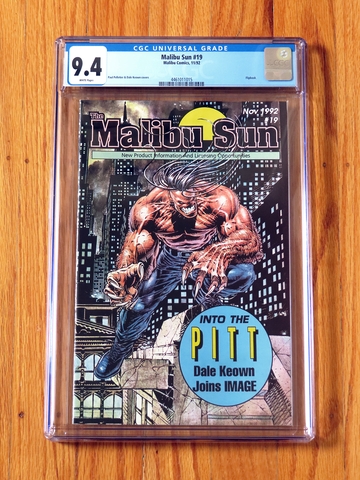 CGC UNIVERSAL GRADE
9.4
WHITE Pages
Malibu Sun #19
Malibu Comics, 11/92
4461011015
The
Malibu Sun
Nov 1992
#19
New Product Information And Licensing Opportunities
INTO THE
PITT
Dale Keown
Joins IMAGE